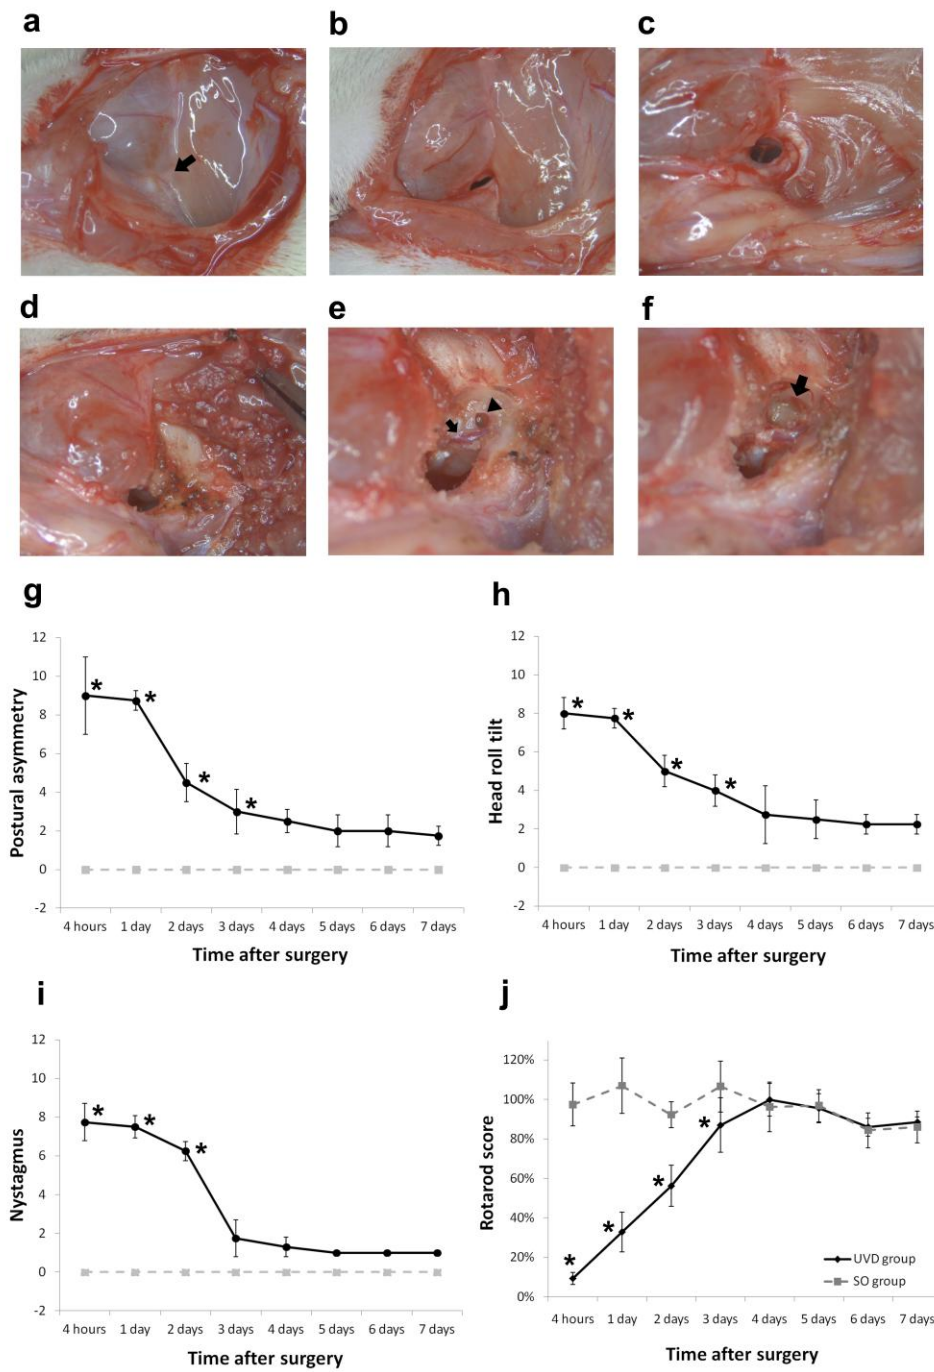 a
b
c
d
e
f
g
12
10
8
6
4
2
0
-2
Postural asymmetry
* * * *
4 hours 1 day 2 days 3 days 4 days 5 days 6 days 7 days
Time after surgery
h
12
10
8
6
4
2
0
-2
Head roll tilt
* * * *
4 hours 1 day 2 days 3 days 4 days 5 days 6 days 7 days
Time after surgery
i
12
10
8
6
4
2
0
-2
Nystagmus
* * *
4 hours 1 day 2 days 3 days 4 days 5 days 6 days 7 days
Time after surgery
j
120%
100%
80%
60%
40%
20%
0%
Rotarod score
* * * *
UVD group
SO group
4 hours 1 day 2 days 3 days 4 days 5 days 6 days 7 days
Time after surgery